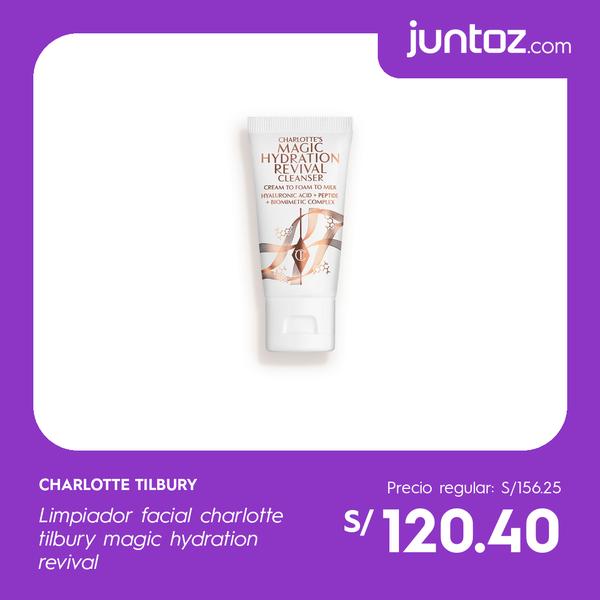 juntoz.com
CHARLOTTE'S
MAGIC
HYDRATION
REVIVAL
CLEANSER
CREAM TO FOAM TO MILK
HYALURONIC ACID + PEPTIDE
+ BIOMIMETIC COMPLEX
CHARLOTTE TILBURY
Limpiador facial charlotte
tilbury magic hydration
revival
Precio regular: S/156.25
S/ 120.40